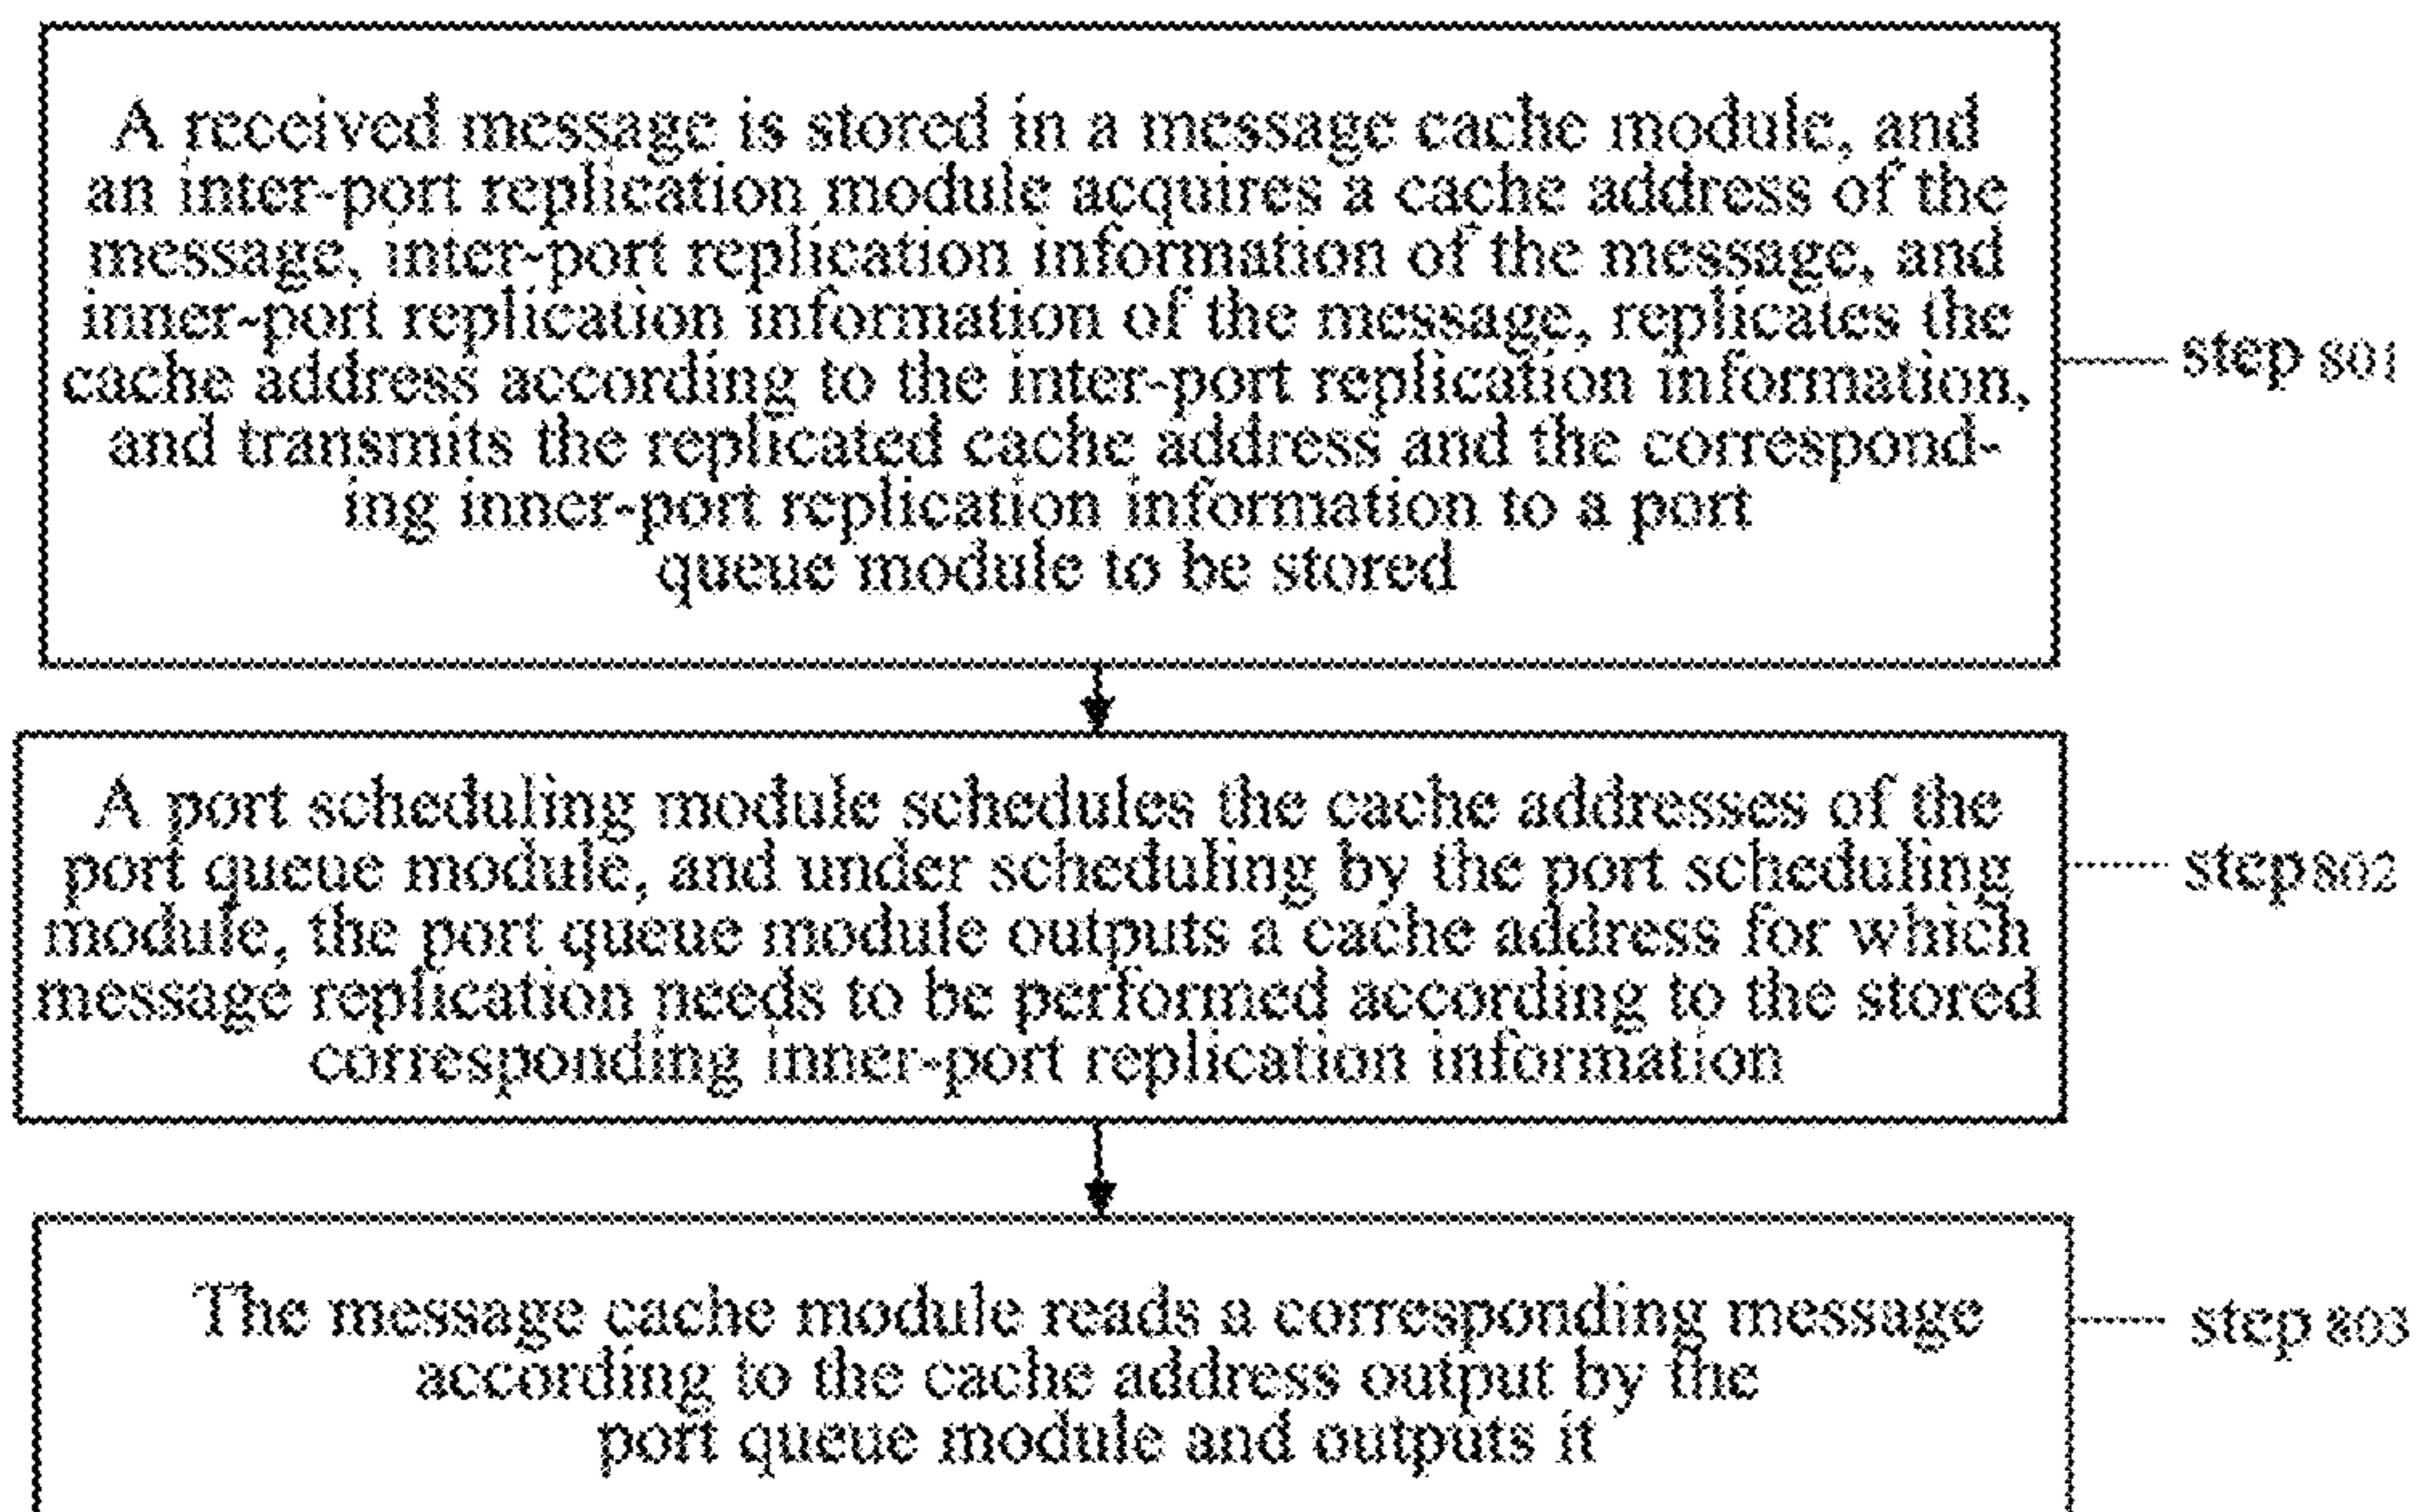 A received message is stored in a message cache module, and
an inter-port replication module acquires a cache address of the
message, inter-port replication information of the message, and
inner-port replication information of the message, replicates the
cache address according to the inter-port replication information,
and transmits the replicated cache address and the correspond-
ing inner-port replication information to a port
queue module to be stored
step 801
A port scheduling module schedules the cache addresses of the
port queue module, and under scheduling by the port scheduling
module, the port queue module outputs a cache address for which
message replication needs to be performed according to the stored
corresponding inner-port replication information
step 802
The message cache module reads a corresponding message
according to the cache address output by the
port queue module and outputs it
step 803